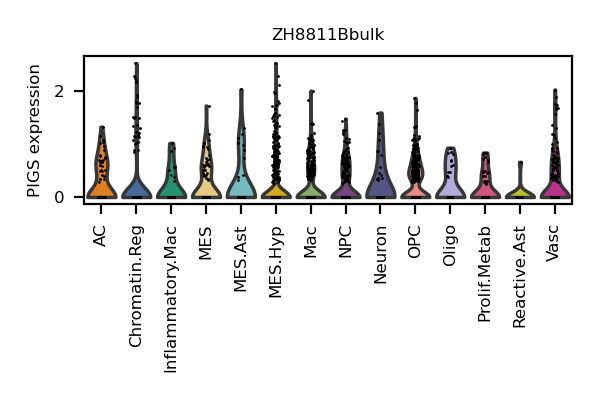 ZH8811Bbulk
PIGS expression
2
0
AC
Chromatin.Reg
Inflammatory.Mac
MES
MES.Ast
MES.Hyp
Mac
NPC
Neuron
OPC
Oligo
Prolif.Metab
Reactive.Ast
Vasc